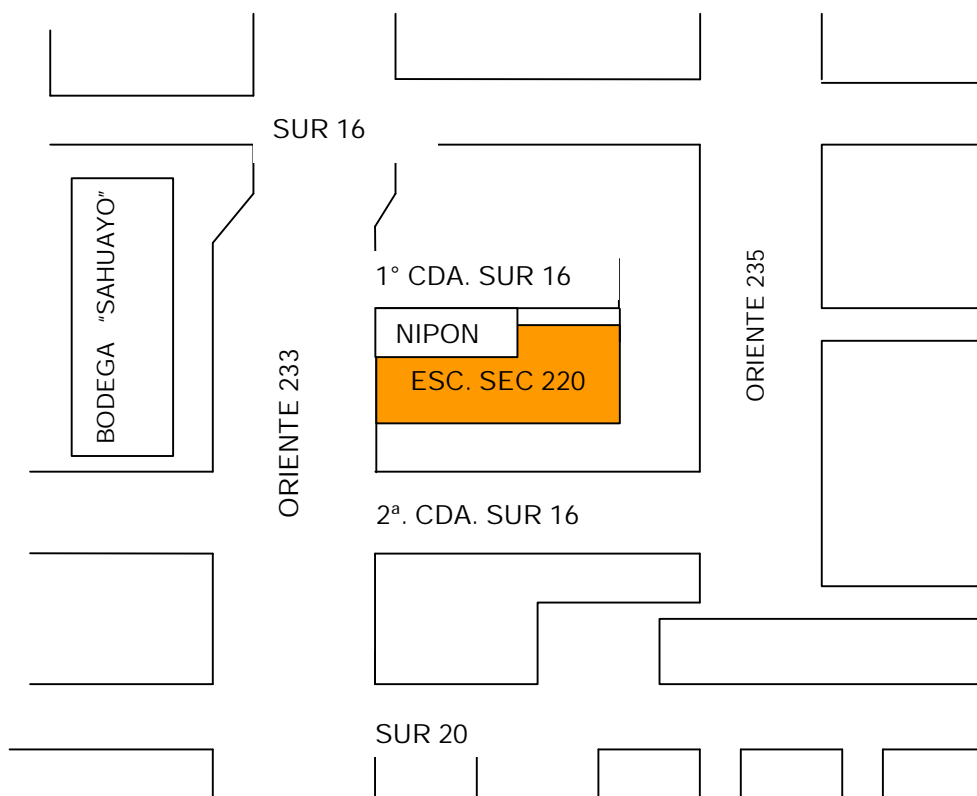 SUR 16
BODEGA "SAHUAYO"
1° CDA. SUR 16
ORIENTE 235
NIPON
ESC. SEC 220
ORIENTE 233
2ª. CDA. SUR 16
SUR 20